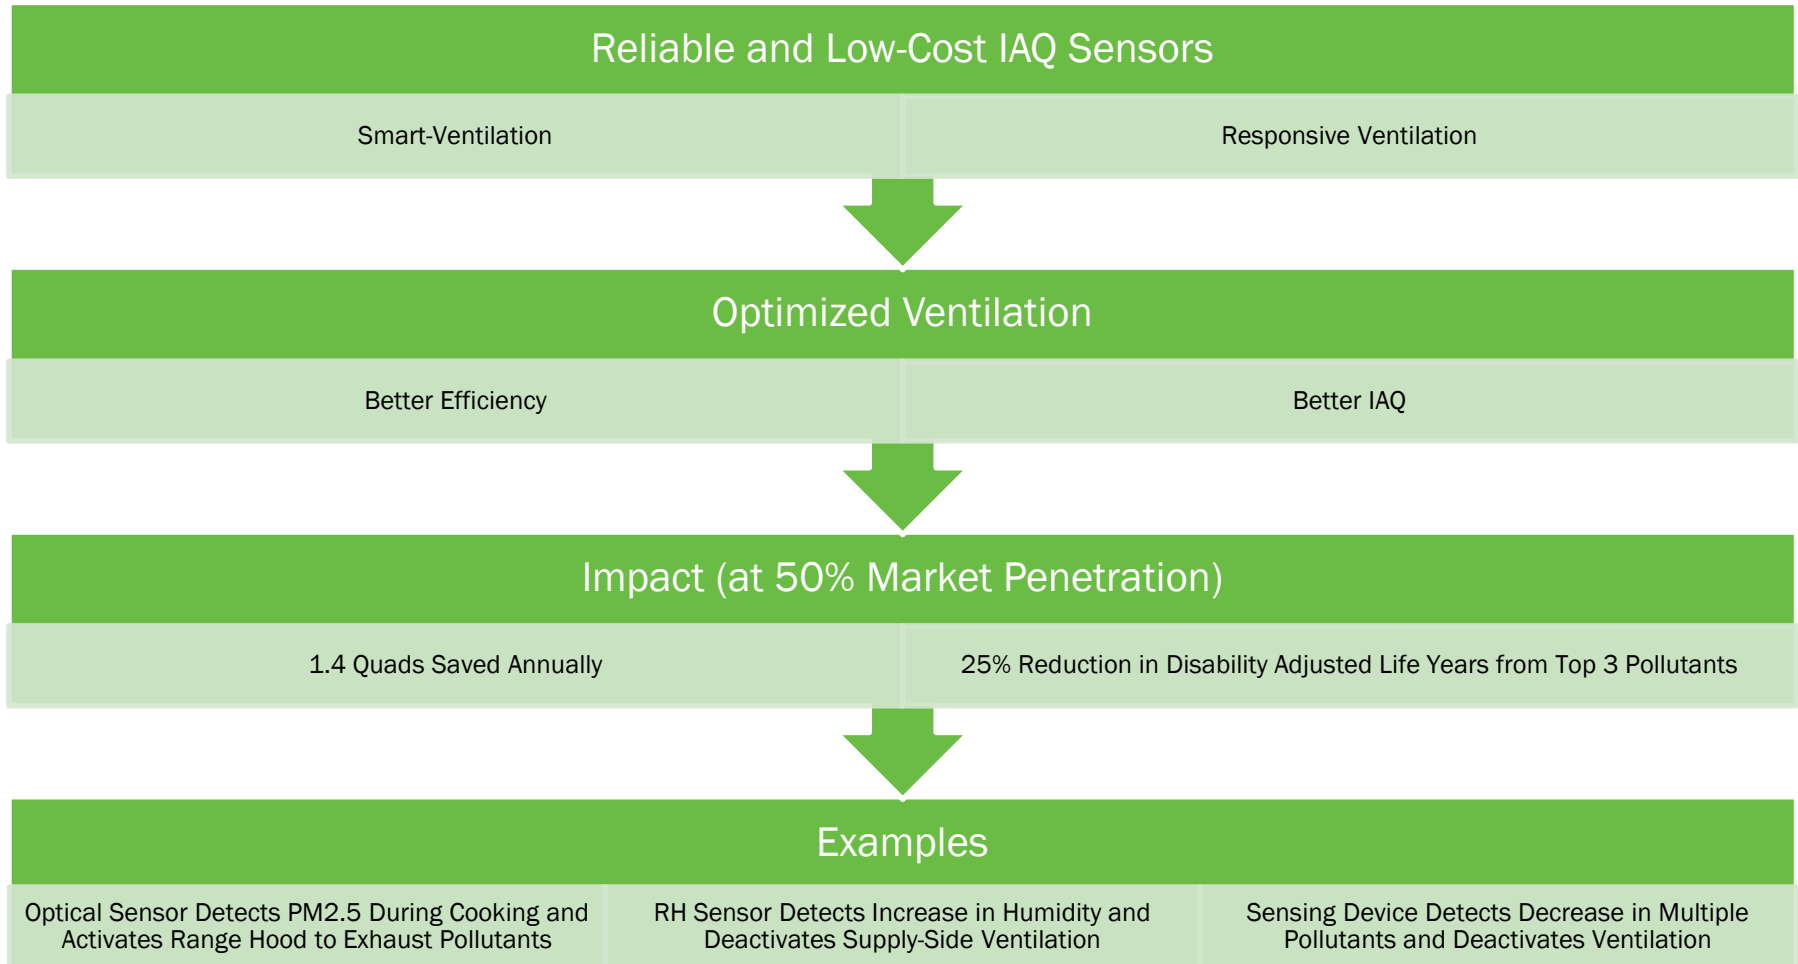 Reliable and Low-Cost IAQ Sensors
Smart-Ventilation
Responsive Ventilation
Optimized Ventilation
Better Efficiency
Better IAQ
Impact (at 50% Market Penetration)
1.4 Quads Saved Annually
25% Reduction in Disability Adjusted Life Years from Top 3 Pollutants
Examples
Optical Sensor Detects PM2.5 During Cooking and
Activates Range Hood to Exhaust Pollutants
RH Sensor Detects Increase in Humidity and
Deactivates Supply-Side Ventilation
Sensing Device Detects Decrease in Multiple
Pollutants and Deactivates Ventilation